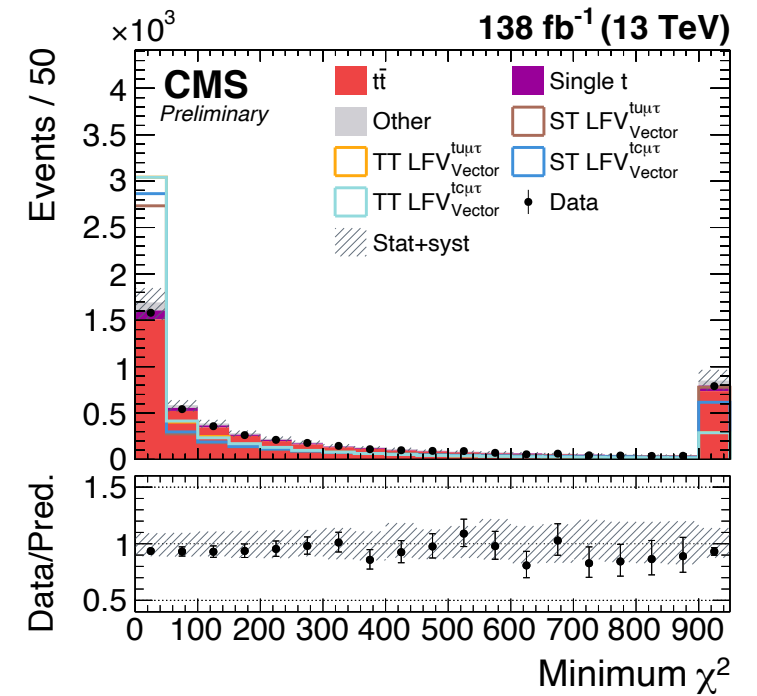 ×10³ 138 fb⁻¹ (13 TeV)
CMS
Preliminary
tt̄ Single t
Other ST LFV^{tuμτ}_{Vector}
TT LFV^{tuμτ}_{Vector} ST LFV^{tcμτ}_{Vector}
TT LFV^{tcμτ}_{Vector} Data
Stat+syst
Events / 50
4
3.5
3
2.5
2
1.5
1
0.5
0
Data/Pred.
1.5
1
0.5
0 100 200 300 400 500 600 700 800 900
Minimum χ²